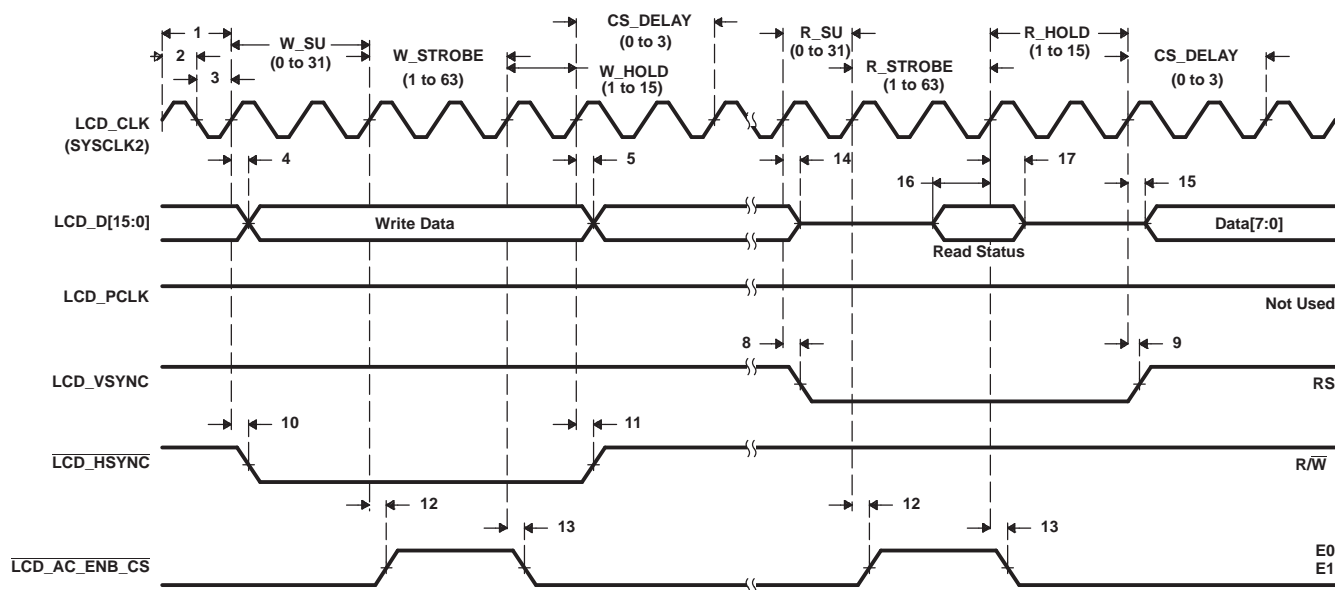 1
2
3
W_SU
(0 to 31)
W_STROBE
(1 to 63)
CS_DELAY
(0 to 3)
W_HOLD
(1 to 15)
R_SU
(0 to 31)
R_STROBE
(1 to 63)
R_HOLD
(1 to 15)
CS_DELAY
(0 to 3)
LCD_CLK
(SYSCLK2)
4
5
14
16
17
15
LCD_D[15:0]
Write Data
Read Status
Data[7:0]
LCD_PCLK
Not Used
8
9
LCD_VSYNC
RS
10
11
LCD_HSYNC
R/W
12
13
12
13
LCD_AC_ENB_CS
E0
E1